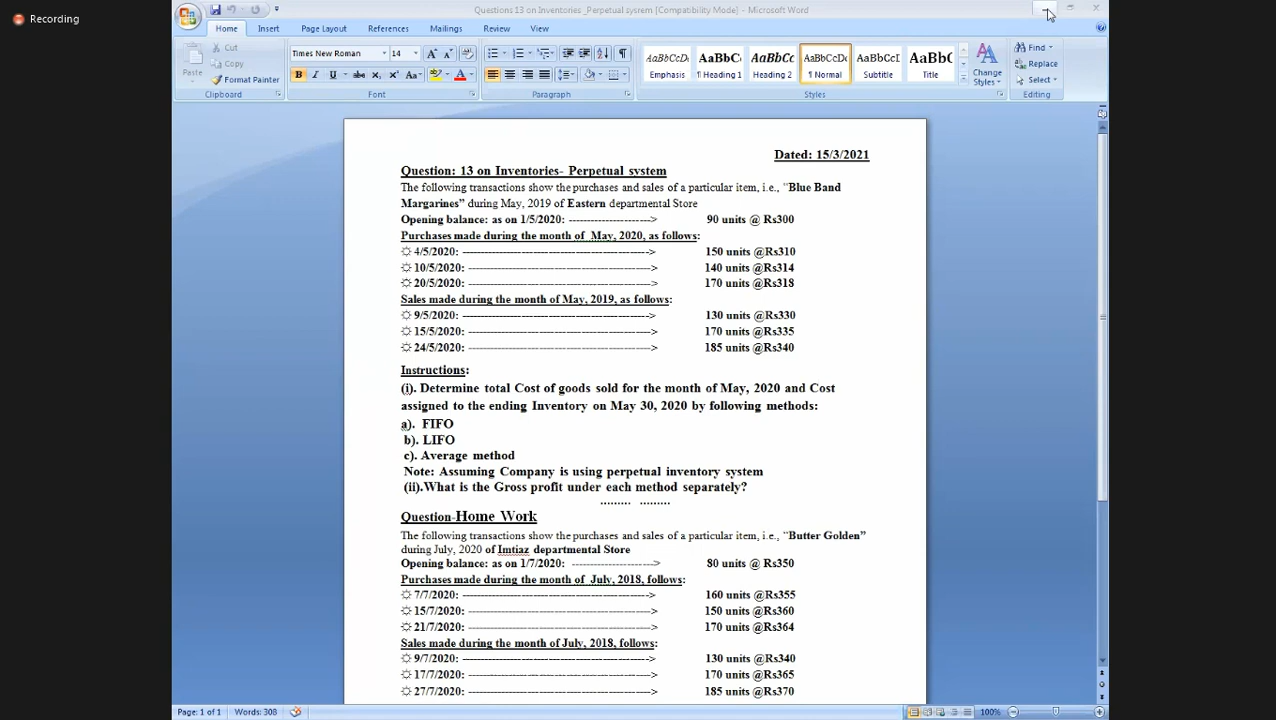 Recording
Questions 13 on Inventories _Perpetual sysrem [Compatibility Mode] - Microsoft Word
Home Insert Page Layout References Mailings Review View
Cut
Copy
Paste
Format Painter
Clipboard
Times New Roman 14
Font
Paragraph
AaBbCcDc AaBbCc AaBbCc AaBbCcDc AaBbCcI AaBbC
Emphasis ¶ Heading 1 Heading 2 ¶ Normal Subtitle Title
Change Styles
Styles
Find
Replace
Select
Editing
Dated: 15/3/2021
Question: 13 on Inventories- Perpetual system
The following transactions show the purchases and sales of a particular item, i.e., "Blue Band
Margarines" during May, 2019 of Eastern departmental Store
Opening balance: as on 1/5/2020: --------------------> 90 units @ Rs300
Purchases made during the month of May, 2020, as follows:
☼ 4/5/2020: ---------------------------------------------> 150 units @Rs310
☼ 10/5/2020: --------------------------------------------> 140 units @Rs314
☼ 20/5/2020: --------------------------------------------> 170 units @Rs318
Sales made during the month of May, 2019, as follows:
☼ 9/5/2020: ---------------------------------------------> 130 units @Rs330
☼ 15/5/2020: --------------------------------------------> 170 units @Rs335
☼ 24/5/2020: --------------------------------------------> 185 units @Rs340
Instructions:
(i). Determine total Cost of goods sold for the month of May, 2020 and Cost
assigned to the ending Inventory on May 30, 2020 by following methods:
a). FIFO
b). LIFO
c). Average method
Note: Assuming Company is using perpetual inventory system
(ii).What is the Gross profit under each method separately?
......... .........
Question-Home Work
The following transactions show the purchases and sales of a particular item, i.e., "Butter Golden"
during July, 2020 of Imtiaz departmental Store
Opening balance: as on 1/7/2020: --------------------> 80 units @ Rs350
Purchases made during the month of July, 2018, follows:
☼ 7/7/2020: ---------------------------------------------> 160 units @Rs355
☼ 15/7/2020: --------------------------------------------> 150 units @Rs360
☼ 21/7/2020: --------------------------------------------> 170 units @Rs364
Sales made during the month of July, 2018, follows:
☼ 9/7/2020: ---------------------------------------------> 130 units @Rs340
☼ 17/7/2020: --------------------------------------------> 170 units @Rs365
☼ 27/7/2020: --------------------------------------------> 185 units @Rs370
Page: 1 of 1 Words: 308 100%